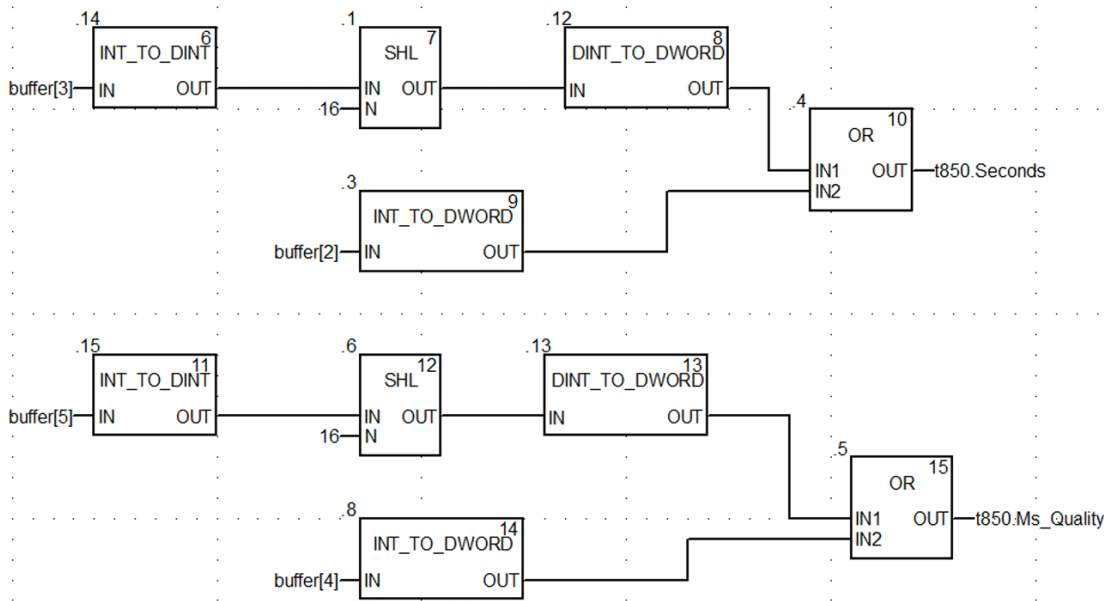 .14 .1 .12
6 7 8
INT_TO_DINT SHL DINT_TO_DWORD
buffer[3] IN OUT IN OUT IN OUT
16 N
.4 10
OR
IN1 OUT t850.Seconds
IN2
.3 9
INT_TO_DWORD
buffer[2] IN OUT
.15 .6 .13
11 12 13
INT_TO_DINT SHL DINT_TO_DWORD
buffer[5] IN OUT IN OUT IN OUT
16 N
.5 15
OR
IN1 OUT t850.Ms_Quality
IN2
.8 14
INT_TO_DWORD
buffer[4] IN OUT